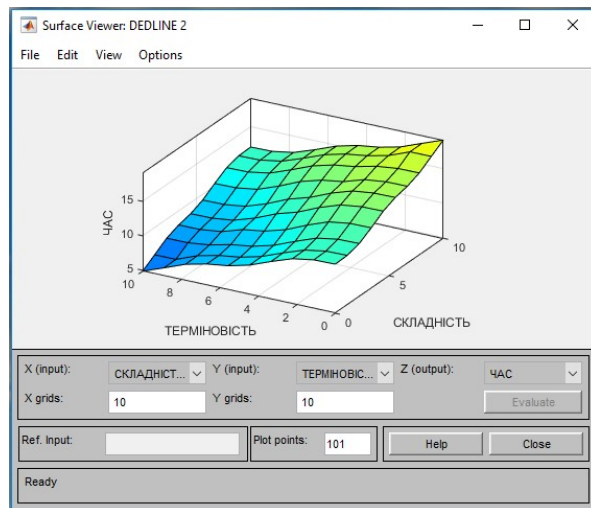 Surface Viewer: DEDLINE 2
File Edit View Options
15
10
5
ЧАС
10 8 6 4 2 0
ТЕРМІНОВІСТЬ
0 5 10
СКЛАДНІСТЬ
X (input): СКЛАДНІСТ... Y (input): ТЕРМІНОВІС... Z (output): ЧАС
X grids: 10 Y grids: 10 Evaluate
Ref. Input: Plot points: 101 Help Close
Ready